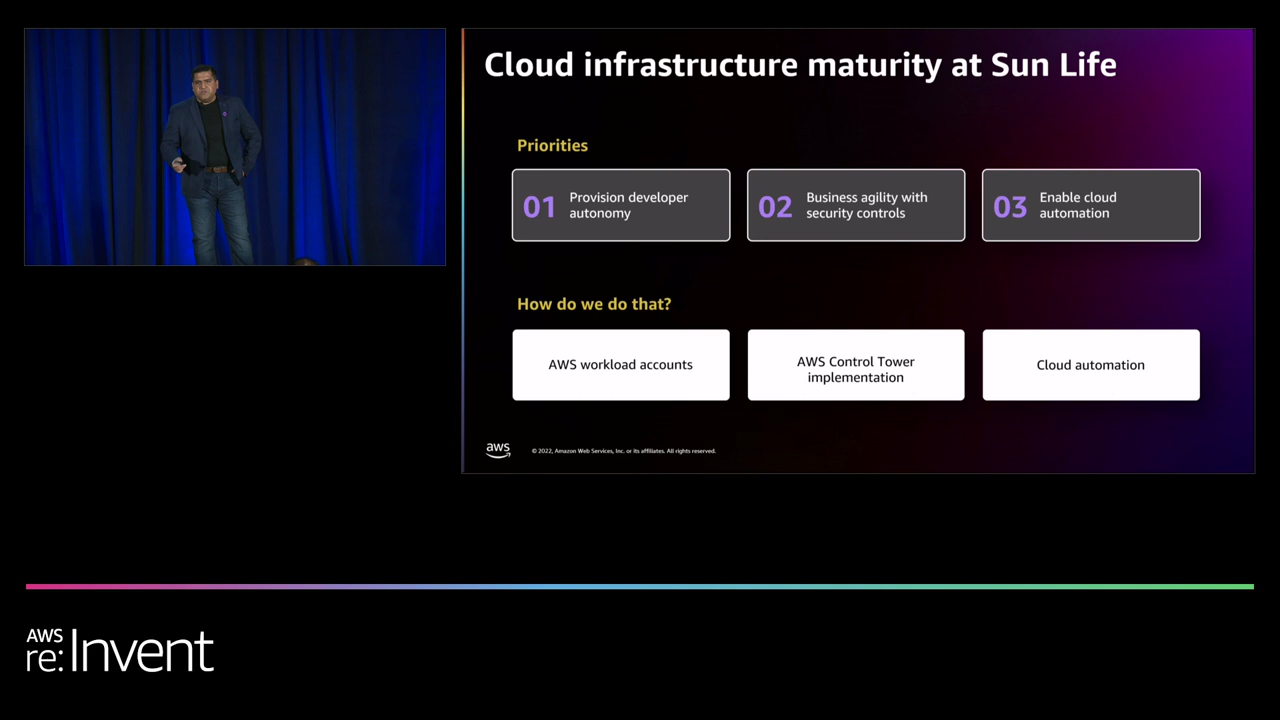 Cloud infrastructure maturity at Sun Life
Priorities
01
Provision developer
autonomy
02
Business agility with
security controls
03
Enable cloud
automation
How do we do that?
AWS workload accounts
AWS Control Tower
implementation
Cloud automation
aws
© 2022, Amazon Web Services, Inc. or its affiliates. All rights reserved.
AWS
re:Invent